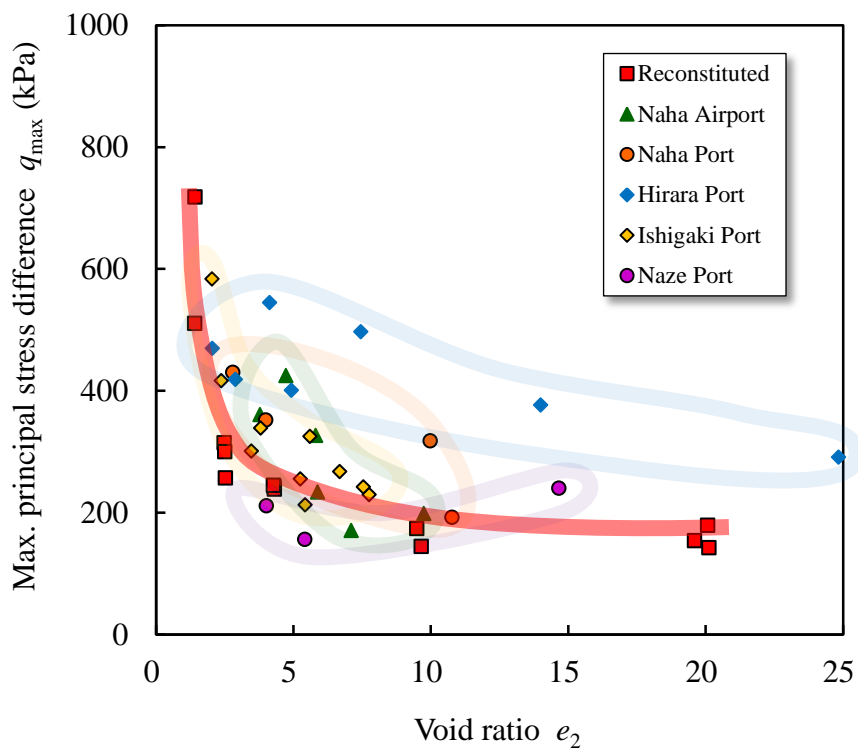 1000
800
600
400
200
0
Max. principal stress difference qmax (kPa)
Reconstituted
Naha Airport
Naha Port
Hirara Port
Ishigaki Port
Naze Port
0 5 10 15 20 25
Void ratio e2